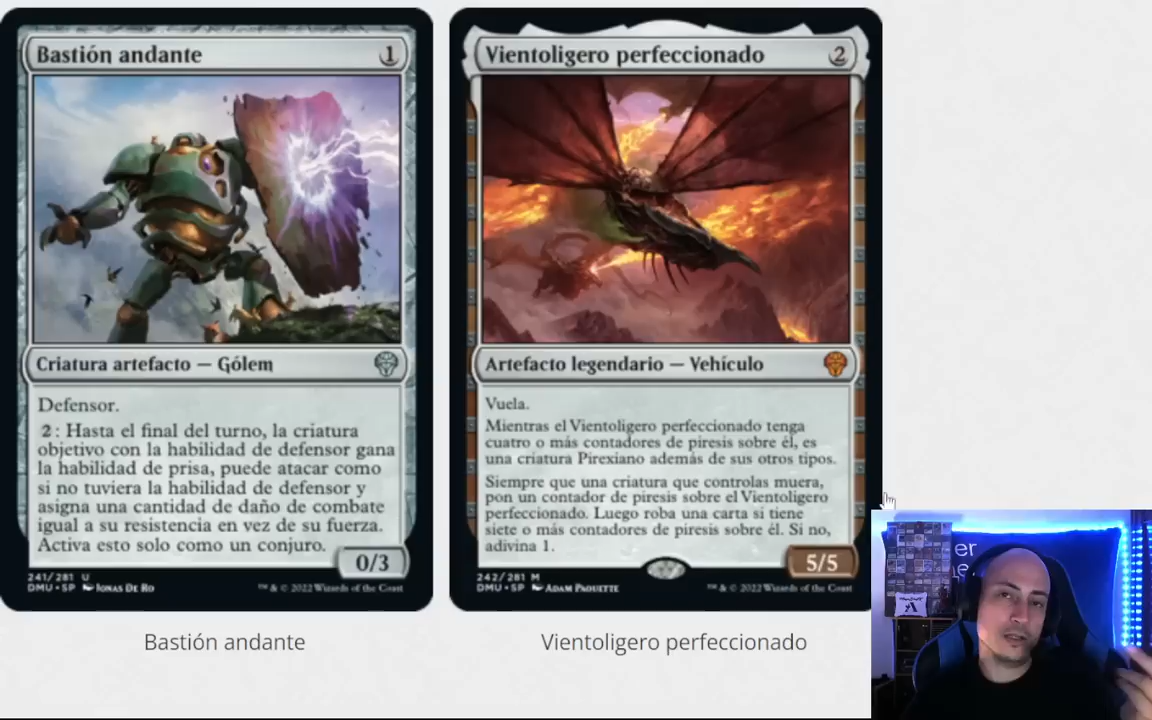 Bastión andante 1
Criatura artefacto — Gólem
Defensor.
2: Hasta el final del turno, la criatura
objetivo con la habilidad de defensor gana
la habilidad de prisa, puede atacar como
si no tuviera la habilidad de defensor y
asigna una cantidad de daño de combate
igual a su resistencia en vez de su fuerza.
Activa esto solo como un conjuro.
0/3
241/281 U
DMU • SP JONAS DE RO
™ & © 2022 Wizards of the Coast
Bastión andante
Vientoligero perfeccionado 2
Artefacto legendario — Vehículo
Vuela.
Mientras el Vientoligero perfeccionado tenga
cuatro o más contadores de piresis sobre él, es
una criatura Pirexiano además de sus otros tipos.
Siempre que una criatura que controlas muera,
pon un contador de piresis sobre el Vientoligero
perfeccionado. Luego roba una carta si tiene
siete o más contadores de piresis sobre él. Si no,
adivina 1.
5/5
242/281 M
DMU • SP ADAM PAQUETTE
™ & © 2022 Wizards of the Coast
Vientoligero perfeccionado
er